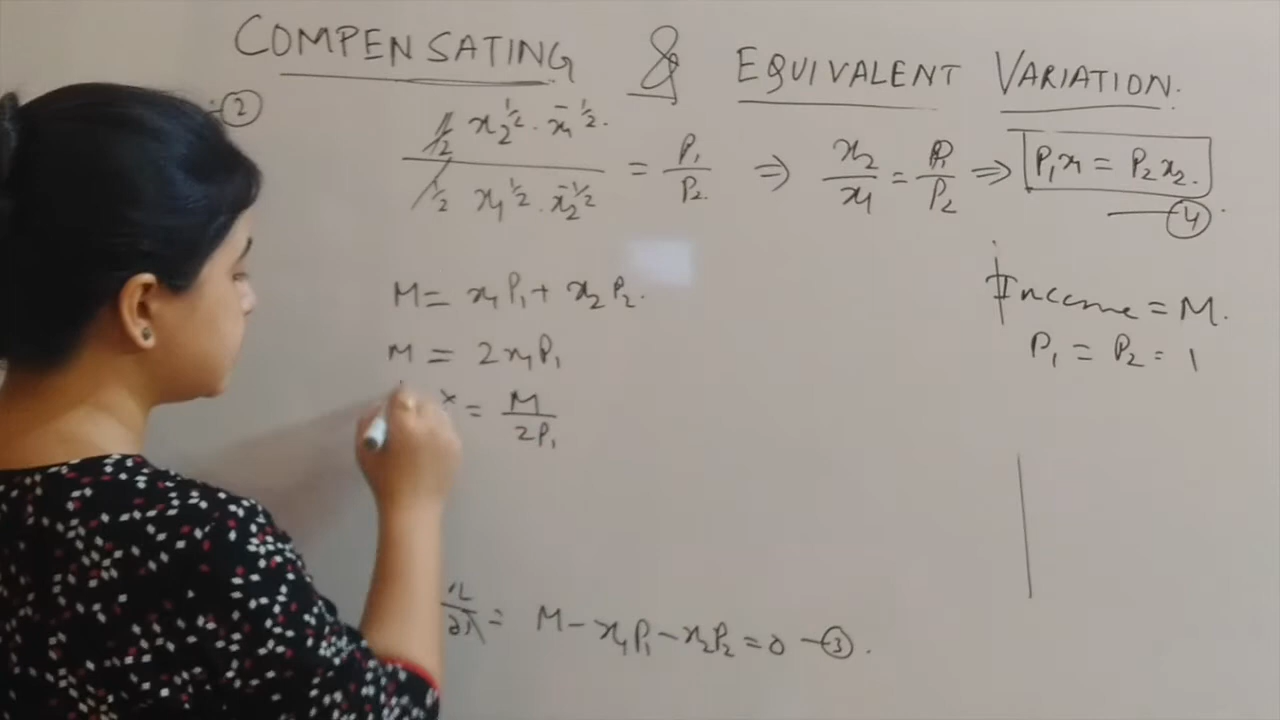 COMPENSATING & EQUIVALENT VARIATION.
②
(1/2 x₂^{1/2} . x₁^{-1/2}.) / (1/2 x₁^{1/2} . x₂^{-1/2}) = P₁/P₂. ⇒ x₂/x₁ = P₁/P₂ ⇒ P₁x₁ = P₂x₂.
④.
M = x₁P₁ + x₂P₂.
M = 2x₁P₁
* = M/2P₁
Income = M.
P₁ = P₂ = 1
∂L/∂λ = M - x₁P₁ - x₂P₂ = 0 - ③.